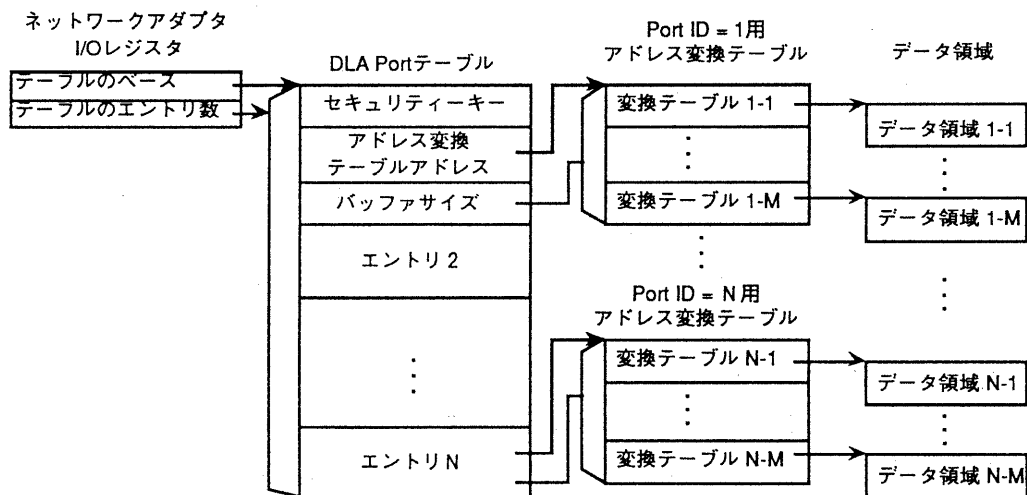 ネットワークアダプタ
I/Oレジスタ
テーブルのベース
テーブルのエントリ数
DLA Portテーブル
セキュリティーキー
アドレス変換
テーブルアドレス
バッファサイズ
エントリ 2
エントリ N
Port ID = 1用
アドレス変換テーブル
変換テーブル 1-1
変換テーブル 1-M
Port ID = N 用
アドレス変換テーブル
変換テーブル N-1
変換テーブル N-M
データ領域
データ領域 1-1
データ領域 1-M
データ領域 N-1
データ領域 N-M